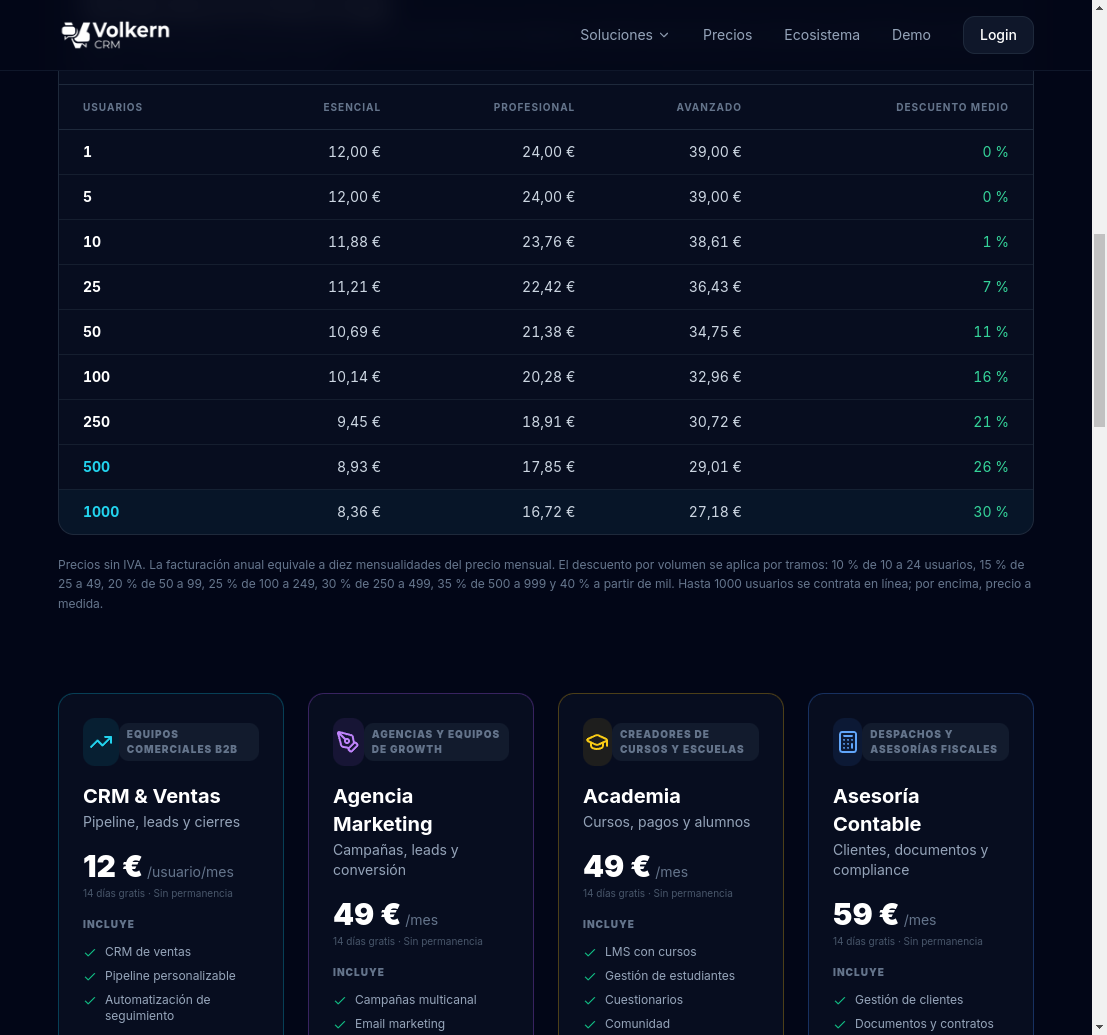 Volkern
CRM
Soluciones
Precios
Ecosistema
Demo
Login
USUARIOS ESENCIAL PROFESIONAL AVANZADO DESCUENTO MEDIO
1 12,00 € 24,00 € 39,00 € 0 %
5 12,00 € 24,00 € 39,00 € 0 %
10 11,88 € 23,76 € 38,61 € 1 %
25 11,21 € 22,42 € 36,43 € 7 %
50 10,69 € 21,38 € 34,75 € 11 %
100 10,14 € 20,28 € 32,96 € 16 %
250 9,45 € 18,91 € 30,72 € 21 %
500 8,93 € 17,85 € 29,01 € 26 %
1000 8,36 € 16,72 € 27,18 € 30 %
Precios sin IVA. La facturación anual equivale a diez mensualidades del precio mensual. El descuento por volumen se aplica por tramos: 10 % de 10 a 24 usuarios, 15 % de
25 a 49, 20 % de 50 a 99, 25 % de 100 a 249, 30 % de 250 a 499, 35 % de 500 a 999 y 40 % a partir de mil. Hasta 1000 usuarios se contrata en línea; por encima, precio a
medida.
EQUIPOS
COMERCIALES B2B
CRM & Ventas
Pipeline, leads y cierres
12 € /usuario/mes
14 días gratis · Sin permanencia
INCLUYE
CRM de ventas
Pipeline personalizable
Automatización de
seguimiento
AGENCIAS Y EQUIPOS
DE GROWTH
Agencia
Marketing
Campañas, leads y
conversión
49 € /mes
14 días gratis · Sin permanencia
INCLUYE
Campañas multicanal
Email marketing
CREADORES DE
CURSOS Y ESCUELAS
Academia
Cursos, pagos y alumnos
49 € /mes
14 días gratis · Sin permanencia
INCLUYE
LMS con cursos
Gestión de estudiantes
Cuestionarios
Comunidad
DESPACHOS Y
ASESORÍAS FISCALES
Asesoría
Contable
Clientes, documentos y
compliance
59 € /mes
14 días gratis · Sin permanencia
INCLUYE
Gestión de clientes
Documentos y contratos